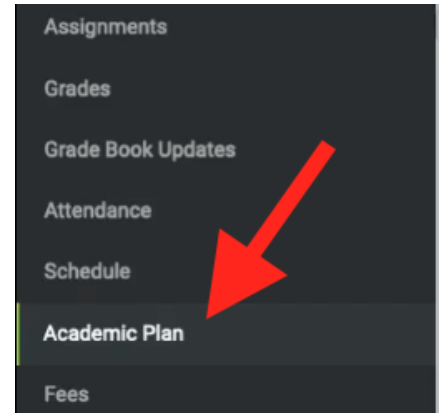 Assignments
Grades
Grade Book Updates
Attendance
Schedule
Academic Plan
Fees